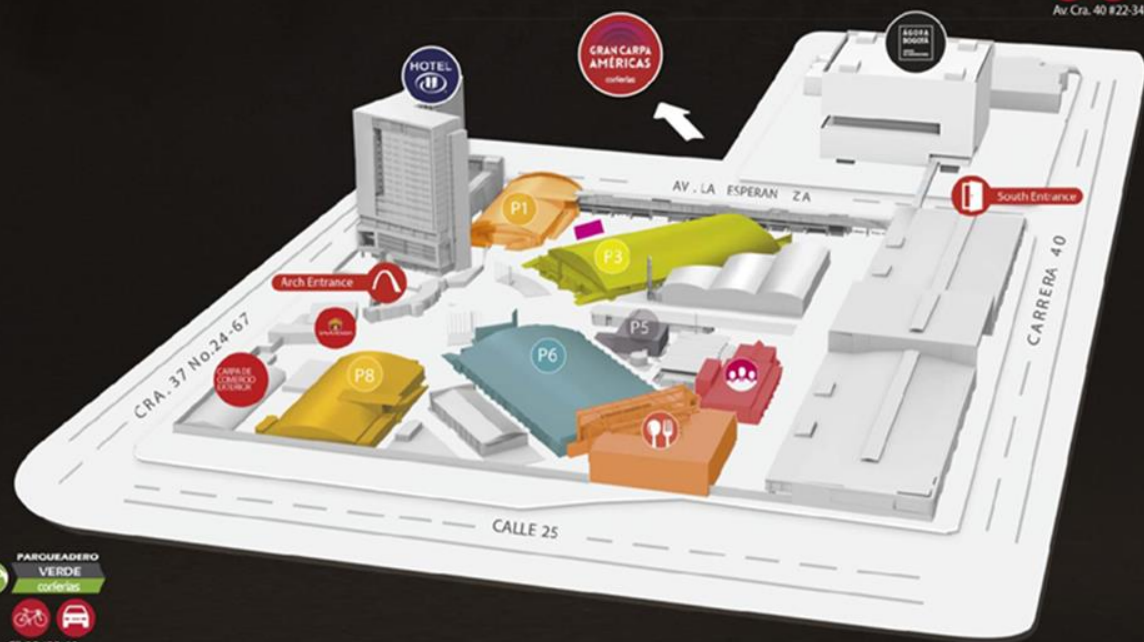 Av. Cra. 40 #22-34
ÁGORA
BOGOTÁ
HOTEL
H
GRAN CARPA
AMÉRICAS
corferias
AV. LA ESPERAN ZA
South Entrance
P1
P3
Arch Entrance
P5
P6
P8
CARPA DE
COMERCIO
EXTERIOR
CRA. 37 No.24-67
CARRERA 40
CALLE 25
PARQUEADERO
VERDE
corferias